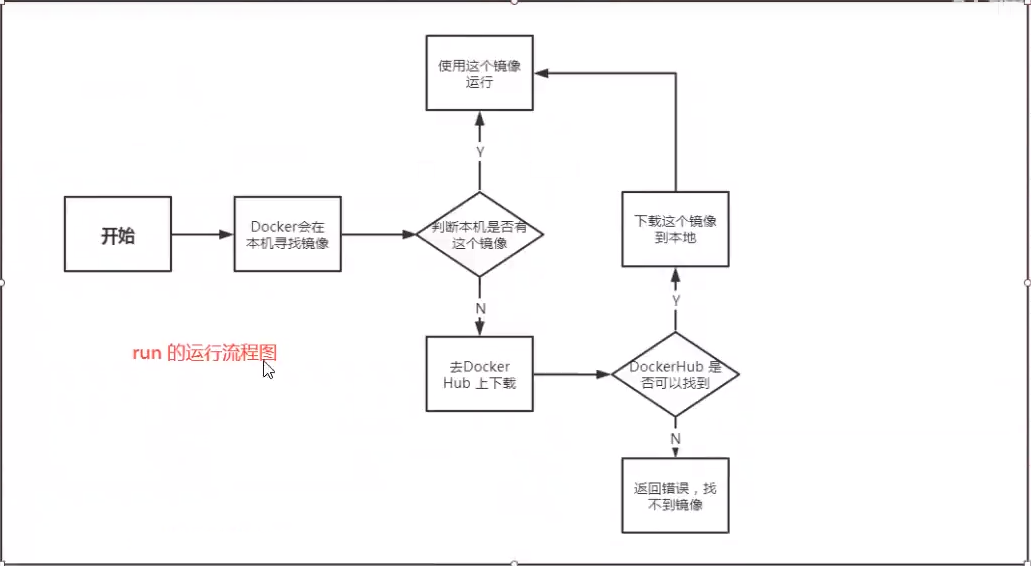 使用这个镜像
运行
Y
开始
Docker会在
本机寻找镜像
判断本机是否有
这个镜像
下载这个镜像
到本地
N
Y
run 的运行流程图
去Docker
Hub 上下载
DockerHub 是
否可以找到
N
返回错误，找
不到镜像